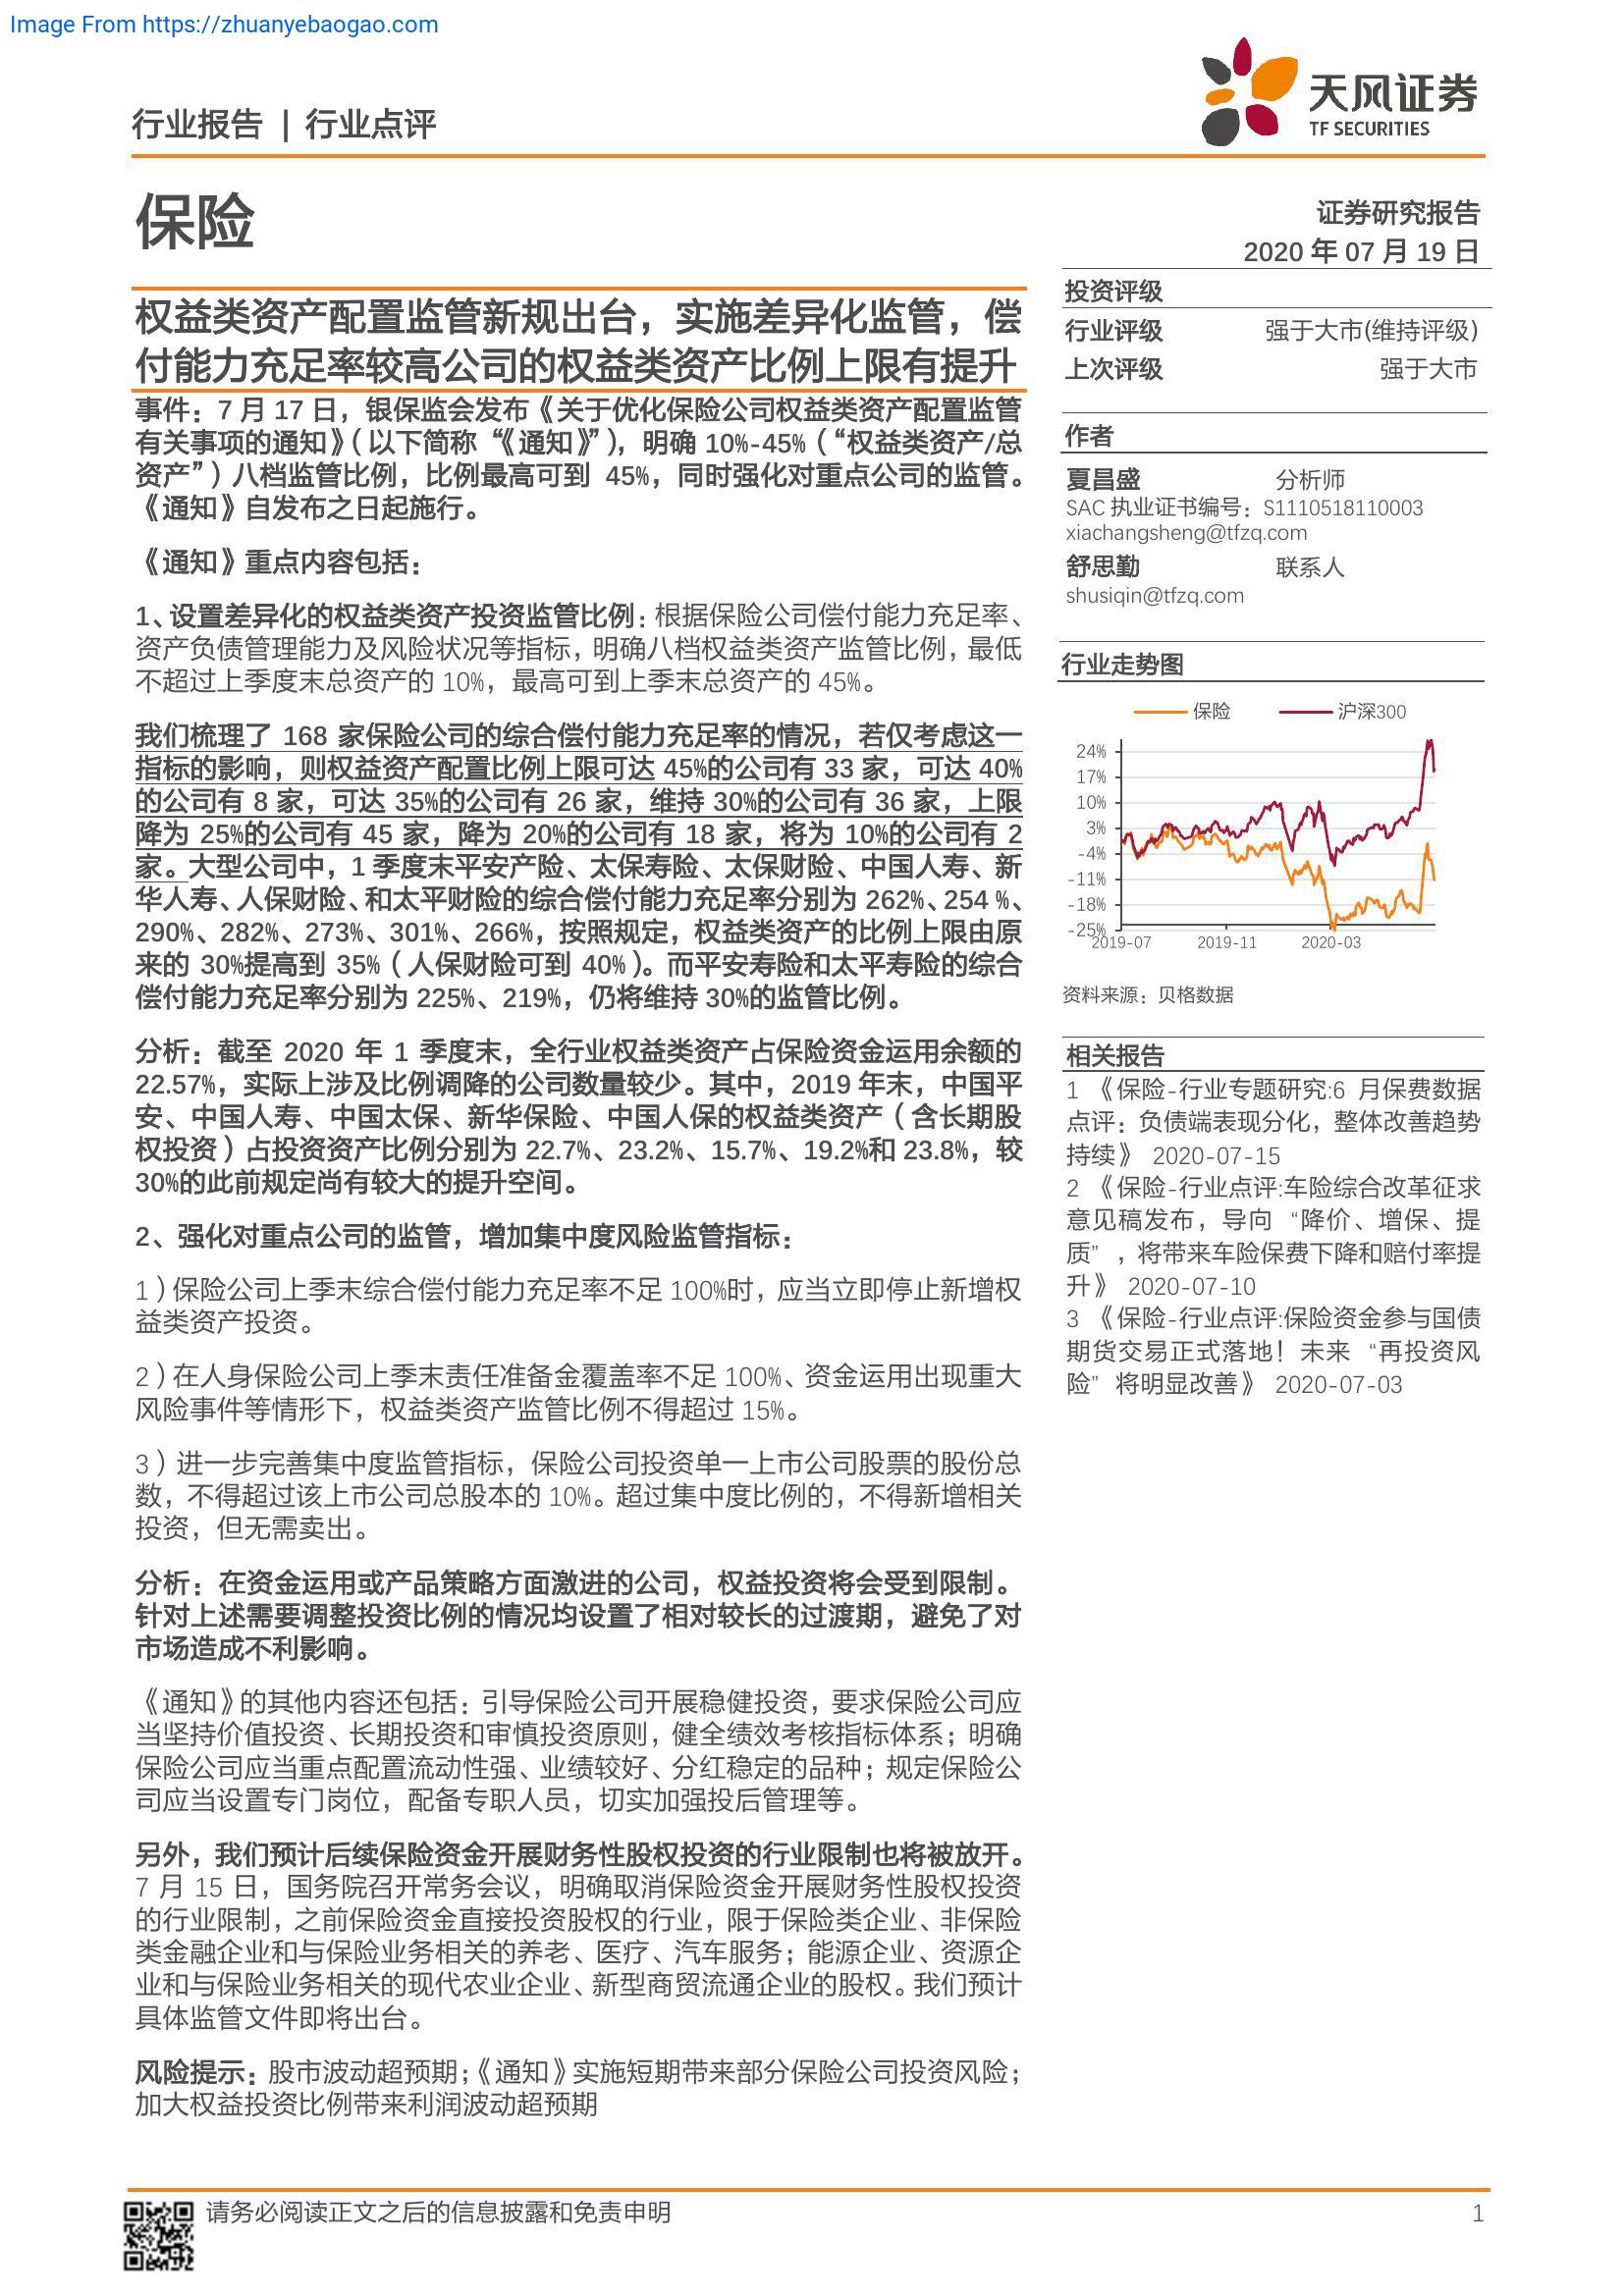 Image From https://zhuanyebaogao.com
行业报告 | 行业点评
天风证券
TF SECURITIES
保险
证券研究报告
2020 年 07 月 19 日
权益类资产配置监管新规出台，实施差异化监管，偿
付能力充足率较高公司的权益类资产比例上限有提升
事件：7 月 17 日，银保监会发布《关于优化保险公司权益类资产配置监管
有关事项的通知》（以下简称“《通知》”），明确 10%-45%（“权益类资产/总
资产”）八档监管比例，比例最高可到 45%，同时强化对重点公司的监管。
《通知》自发布之日起施行。
《通知》重点内容包括：
1、设置差异化的权益类资产投资监管比例：根据保险公司偿付能力充足率、
资产负债管理能力及风险状况等指标，明确八档权益类资产监管比例，最低
不超过上季度末总资产的 10%，最高可到上季末总资产的 45%。
我们梳理了 168 家保险公司的综合偿付能力充足率的情况，若仅考虑这一
指标的影响，则权益资产配置比例上限可达 45%的公司有 33 家，可达 40%
的公司有 8 家，可达 35%的公司有 26 家，维持 30%的公司有 36 家，上限
降为 25%的公司有 45 家，降为 20%的公司有 18 家，将为 10%的公司有 2
家。大型公司中，1 季度末平安产险、太保寿险、太保财险、中国人寿、新
华人寿、人保财险、和太平财险的综合偿付能力充足率分别为 262%、254 %、
290%、282%、273%、301%、266%，按照规定，权益类资产的比例上限由原
来的 30%提高到 35%（人保财险可到 40%）。而平安寿险和太平寿险的综合
偿付能力充足率分别为 225%、219%，仍将维持 30%的监管比例。
分析：截至 2020 年 1 季度末，全行业权益类资产占保险资金运用余额的
22.57%，实际上涉及比例调降的公司数量较少。其中，2019 年末，中国平
安、中国人寿、中国太保、新华保险、中国人保的权益类资产（含长期股
权投资）占投资资产比例分别为 22.7%、23.2%、15.7%、19.2%和 23.8%，较
30%的此前规定尚有较大的提升空间。
2、强化对重点公司的监管，增加集中度风险监管指标：
1）保险公司上季末综合偿付能力充足率不足 100%时，应当立即停止新增权
益类资产投资。
2）在人身保险公司上季末责任准备金覆盖率不足 100%、资金运用出现重大
风险事件等情形下，权益类资产监管比例不得超过 15%。
3）进一步完善集中度监管指标，保险公司投资单一上市公司股票的股份总
数，不得超过该上市公司总股本的 10%。超过集中度比例的，不得新增相关
投资，但无需卖出。
分析：在资金运用或产品策略方面激进的公司，权益投资将会受到限制。
针对上述需要调整投资比例的情况均设置了相对较长的过渡期，避免了对
市场造成不利影响。
《通知》的其他内容还包括：引导保险公司开展稳健投资，要求保险公司应
当坚持价值投资、长期投资和审慎投资原则，健全绩效考核指标体系；明确
保险公司应当重点配置流动性强、业绩较好、分红稳定的品种；规定保险公
司应当设置专门岗位，配备专职人员，切实加强投后管理等。
另外，我们预计后续保险资金开展财务性股权投资的行业限制也将被放开。
7 月 15 日，国务院召开常务会议，明确取消保险资金开展财务性股权投资
的行业限制，之前保险资金直接投资股权的行业，限于保险类企业、非保险
类金融企业和与保险业务相关的养老、医疗、汽车服务；能源企业、资源企
业和与保险业务相关的现代农业企业、新型商贸流通企业的股权。我们预计
具体监管文件即将出台。
风险提示：股市波动超预期；《通知》实施短期带来部分保险公司投资风险；
加大权益投资比例带来利润波动超预期
投资评级
行业评级 强于大市(维持评级)
上次评级 强于大市
作者
夏昌盛 分析师
SAC 执业证书编号：S1110518110003
xiachangsheng@tfzq.com
舒思勤 联系人
shusiqin@tfzq.com
行业走势图
保险 沪深300
24%
17%
10%
3%
-4%
-11%
-18%
-25%
2019-07 2019-11 2020-03
资料来源：贝格数据
相关报告
1 《保险-行业专题研究:6 月保费数据
点评：负债端表现分化，整体改善趋势
持续》 2020-07-15
2 《保险-行业点评:车险综合改革征求
意见稿发布，导向 “降价、增保、提
质” ，将带来车险保费下降和赔付率提
升》 2020-07-10
3 《保险-行业点评:保险资金参与国债
期货交易正式落地！未来 “再投资风
险” 将明显改善》 2020-07-03
请务必阅读正文之后的信息披露和免责申明 1